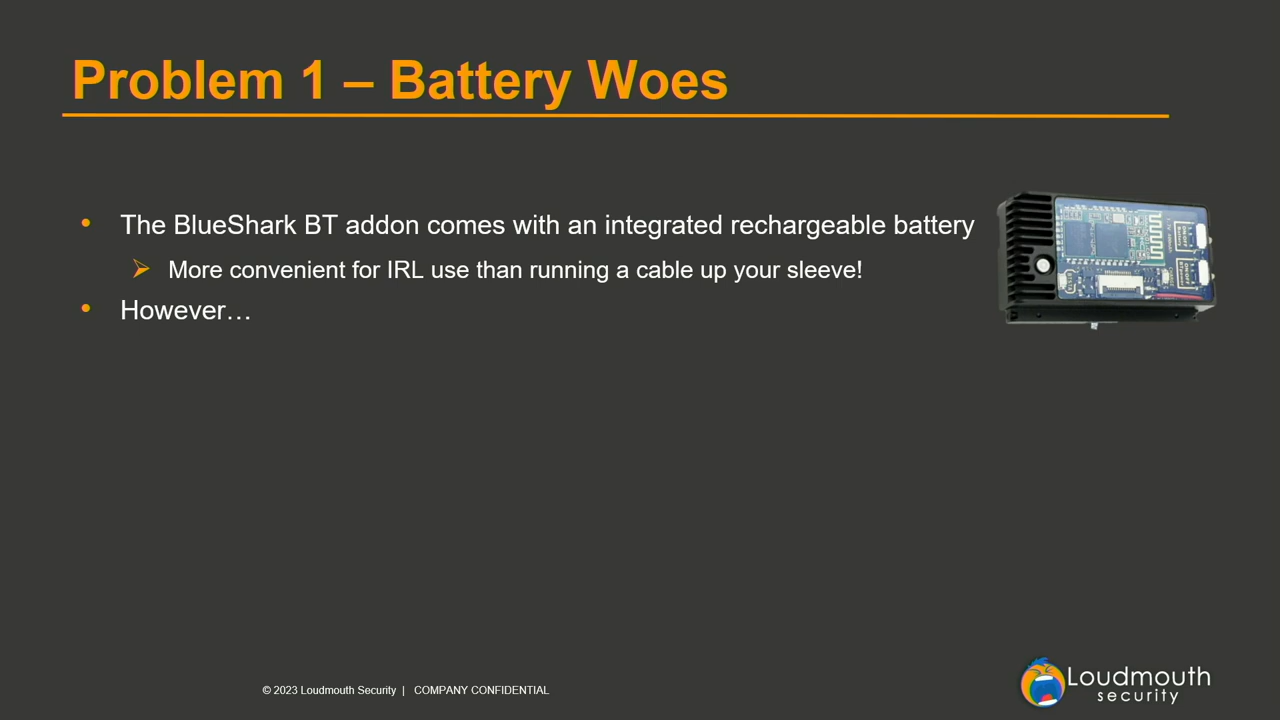 Problem 1 – Battery Woes
The BlueShark BT addon comes with an integrated rechargeable battery
More convenient for IRL use than running a cable up your sleeve!
However…
© 2023 Loudmouth Security | COMPANY CONFIDENTIAL
Loudmouth
security